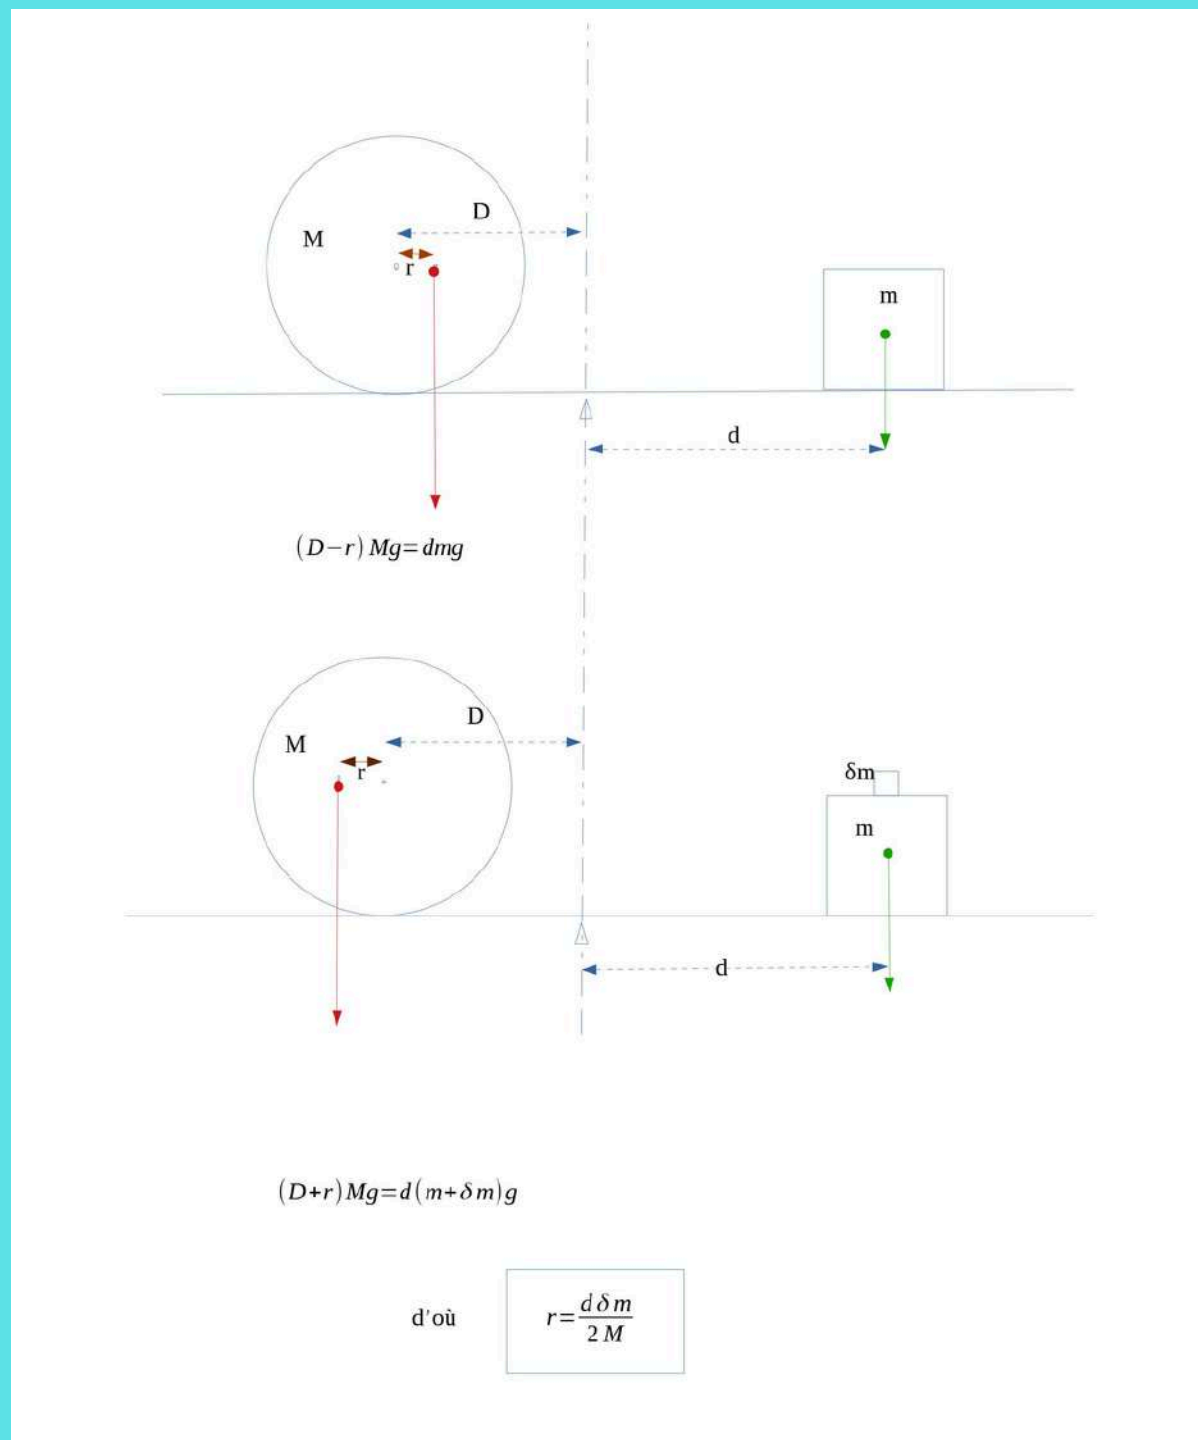 D
M
r
m
d
(D−r) Mg=dmg
D
M
r
δm
m
d
(D+r)Mg=d(m+δm)g
d'où r=dδm/2M